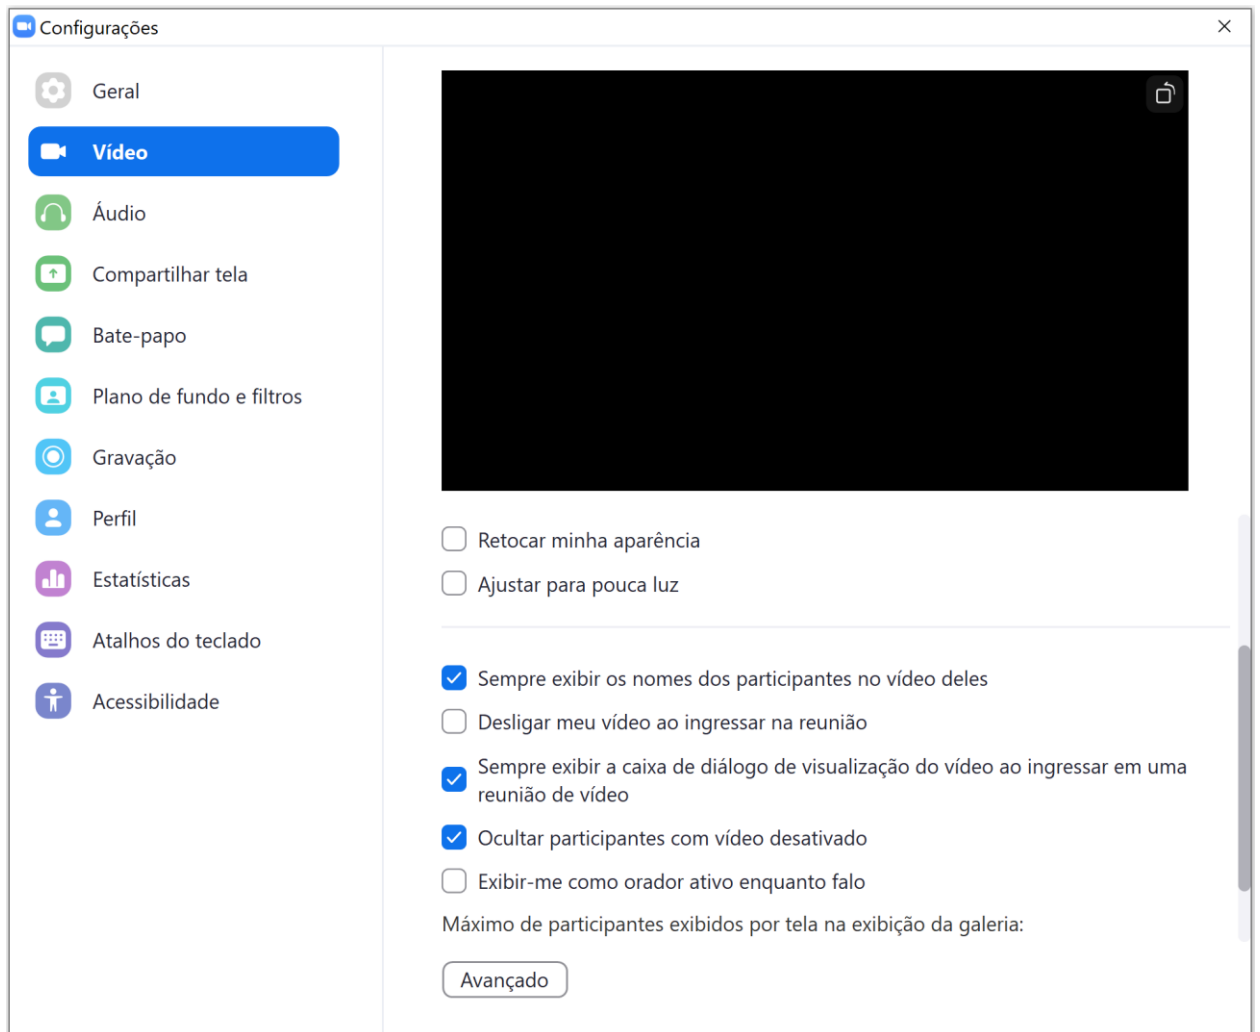 Configurações
Geral
Vídeo
Áudio
Compartilhar tela
Bate-papo
Plano de fundo e filtros
Gravação
Perfil
Estatísticas
Atalhos do teclado
Acessibilidade
Retocar minha aparência
Ajustar para pouca luz
Sempre exibir os nomes dos participantes no vídeo deles
Desligar meu vídeo ao ingressar na reunião
Sempre exibir a caixa de diálogo de visualização do vídeo ao ingressar em uma
reunião de vídeo
Ocultar participantes com vídeo desativado
Exibir-me como orador ativo enquanto falo
Máximo de participantes exibidos por tela na exibição da galeria:
Avançado